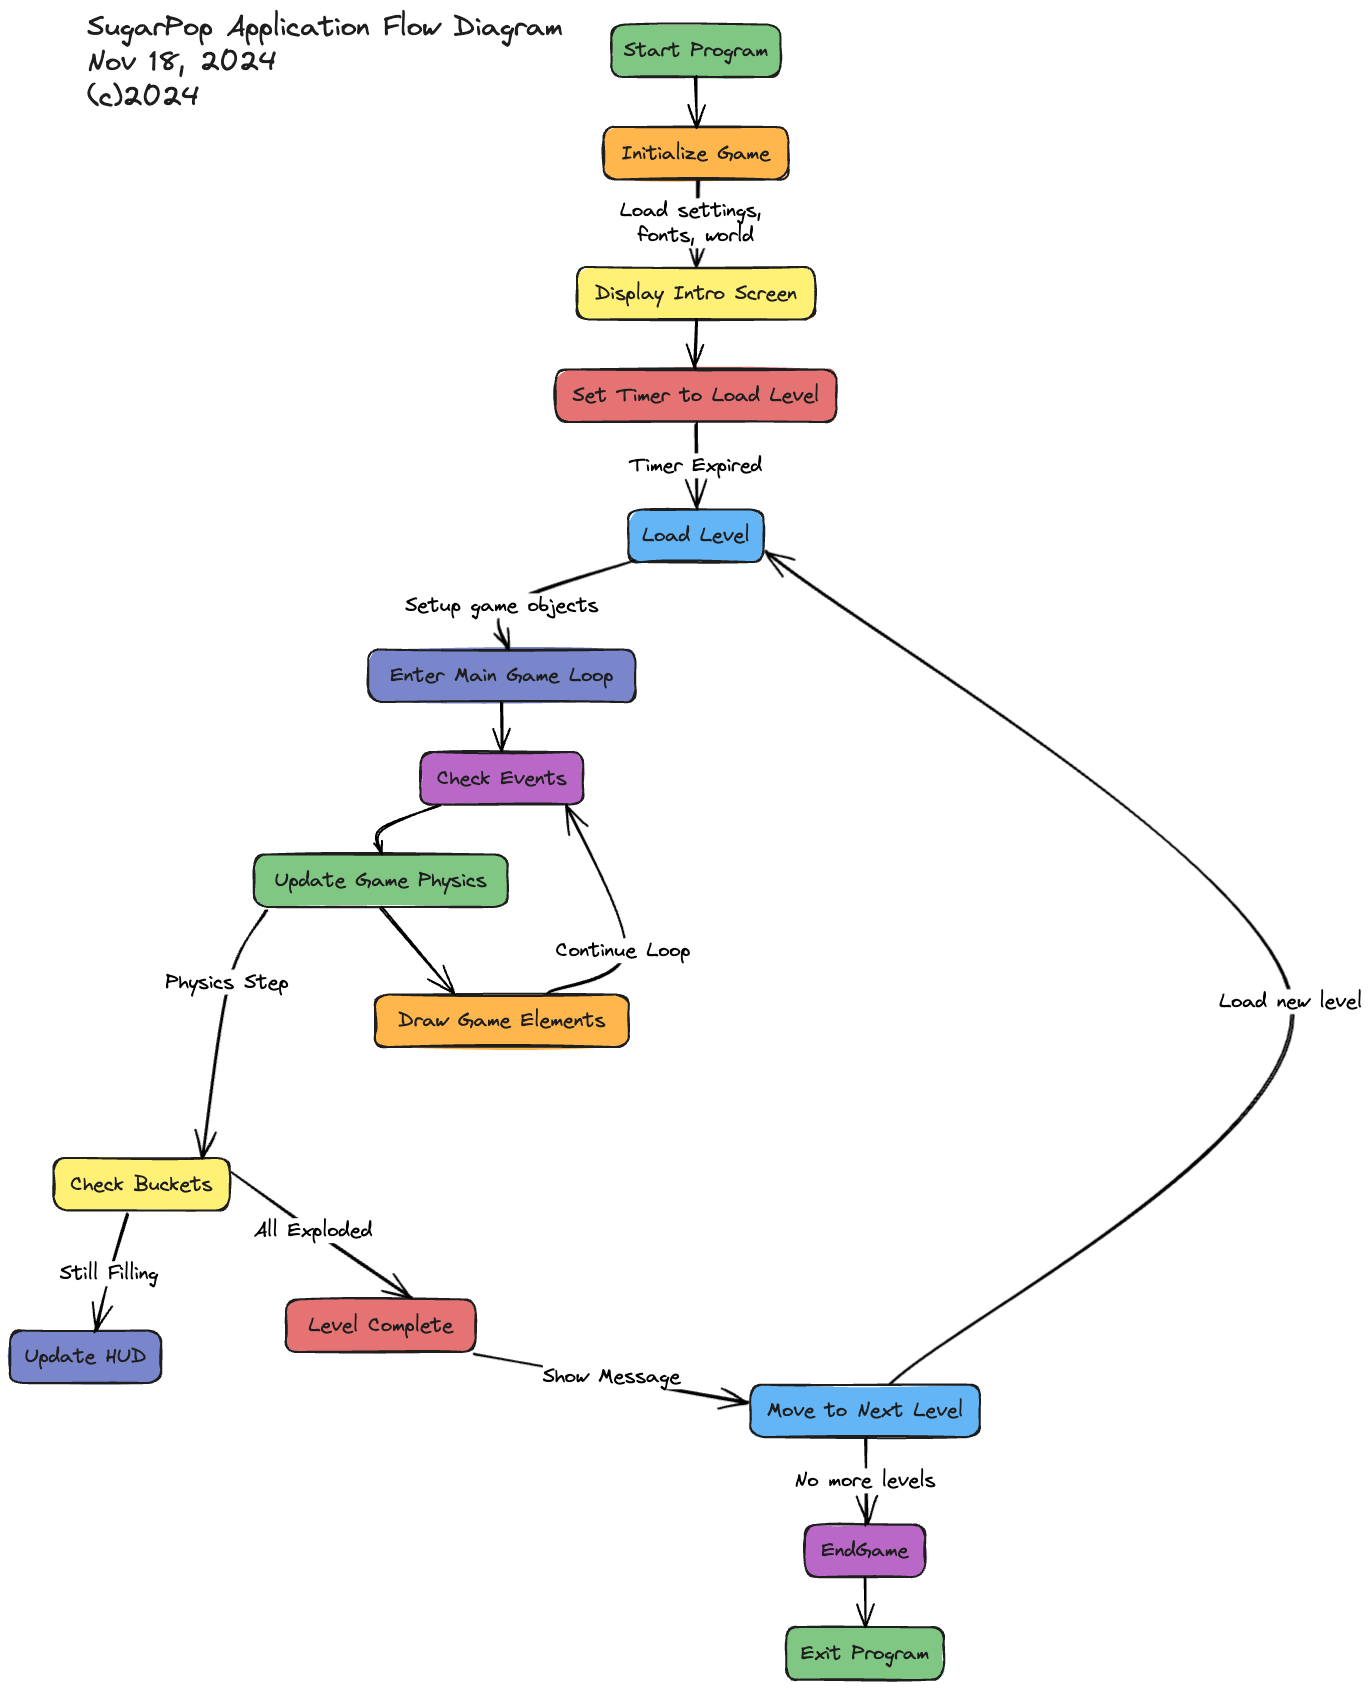 SugarPop Application Flow Diagram
Nov 18, 2024
(c)2024
Start Program
Initialize Game
Load settings,
fonts, world
Display Intro Screen
Set Timer to Load Level
Timer Expired
Load Level
Setup game objects
Enter Main Game Loop
Check Events
Update Game Physics
Continue Loop
Physics Step
Load new level
Draw Game Elements
Check Buckets
All Exploded
Still Filling
Level Complete
Update HUD
Show Message
Move to Next Level
No more levels
EndGame
Exit Program